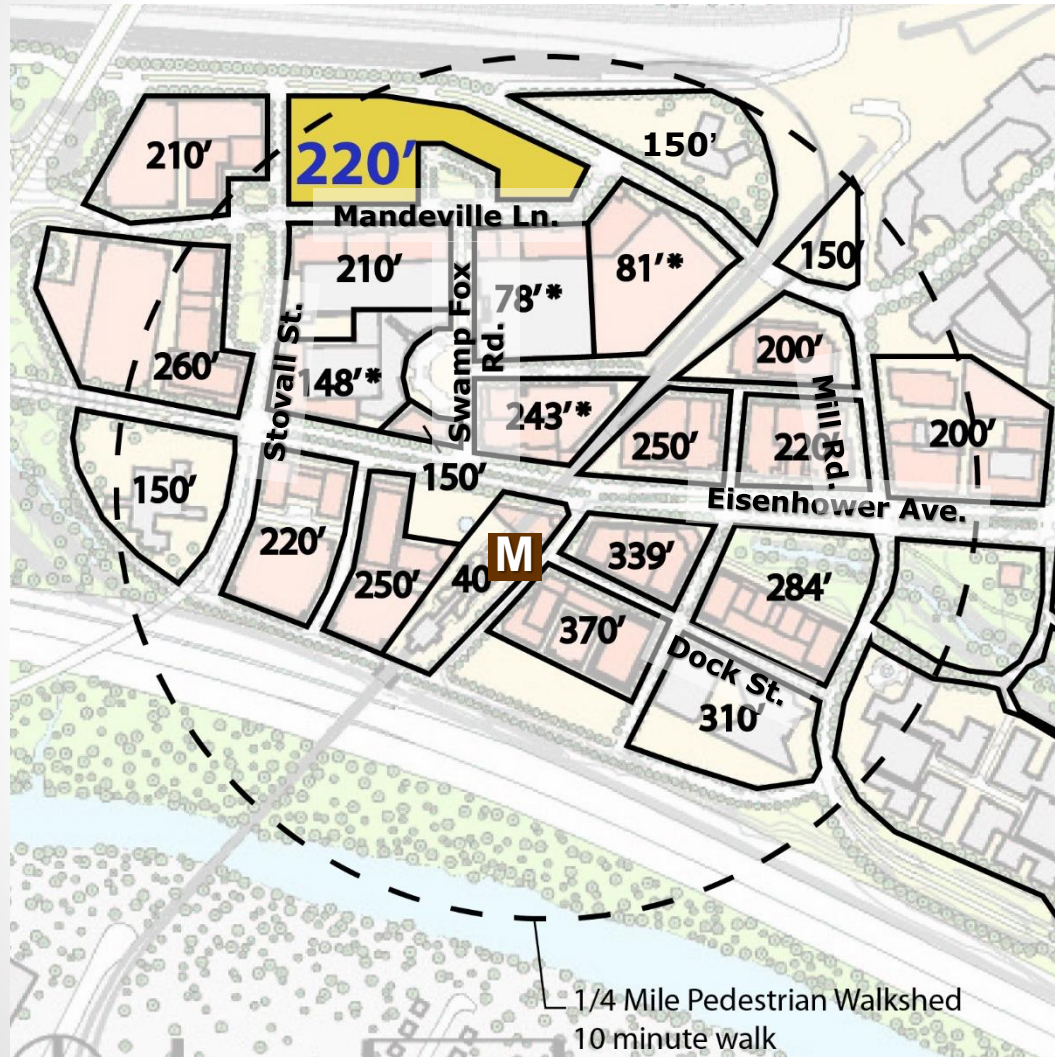 150’
210′
220′
Mandeville Ln.
150′
210′
81′*
78′*
Swamp Fox
Rd.
Stovall St.
200′
260′
148′*
243′*
250′
220
Mill Rd.
200′
150′
150′
Eisenhower Ave.
220′
250′
40
M
339′
284′
370′
Dock St.
310′
1/4 Mile Pedestrian Walkshed
10 minute walk